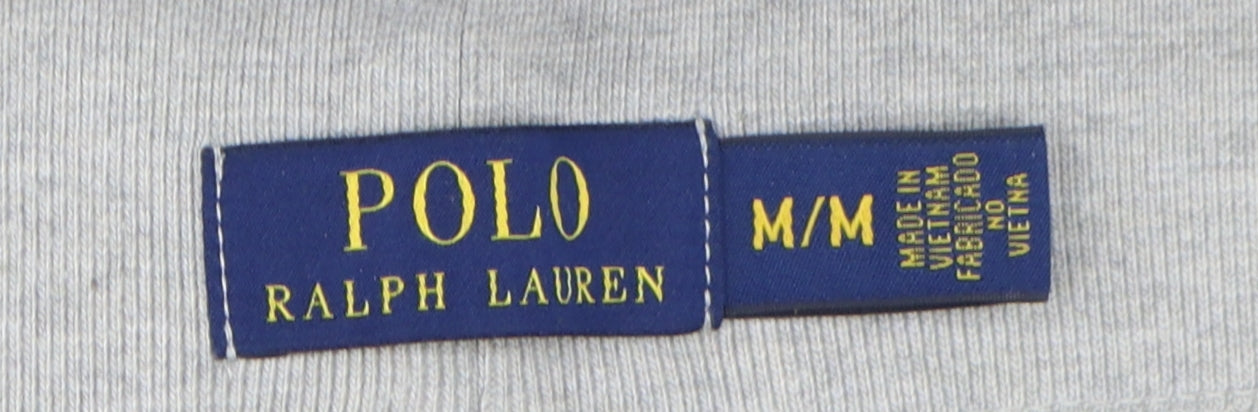 POLO
RALPH LAUREN
M/M
MADE IN
VIETNAM
FABRICADO
NO
VIETNA